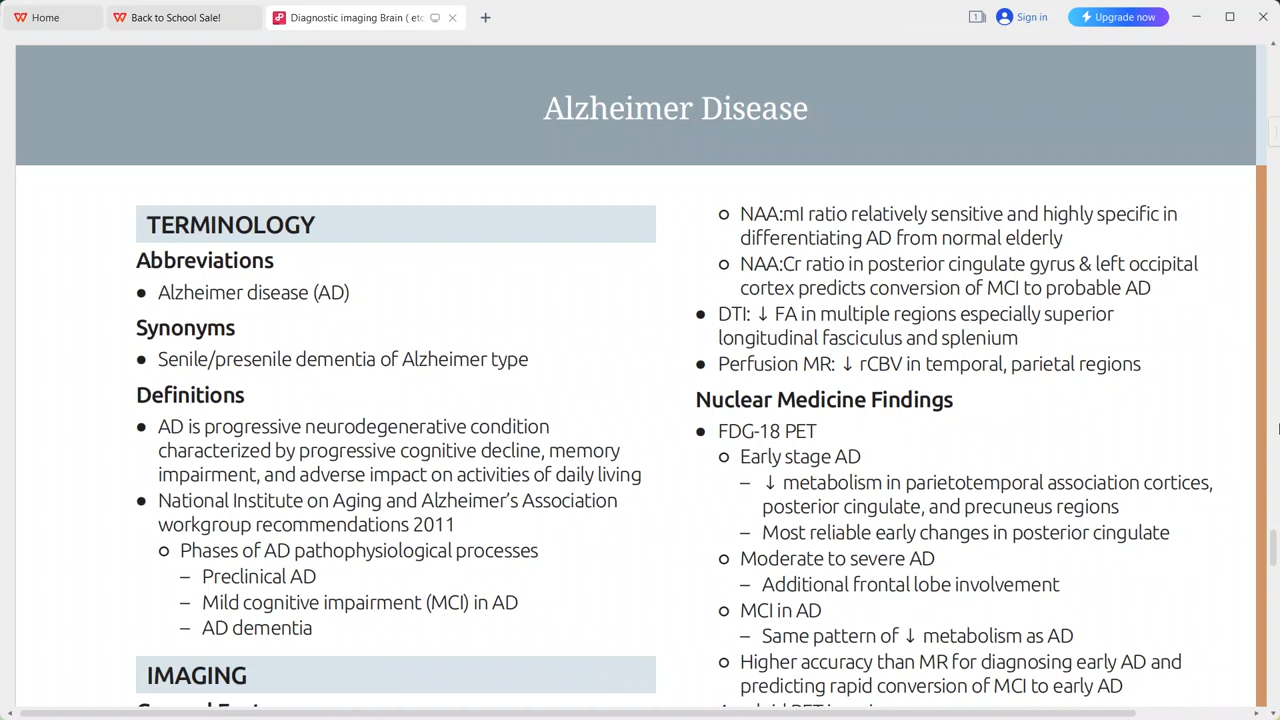 Home
Back to School Sale!
Diagnostic imaging Brain ( etc
1
Sign in
Upgrade now
Alzheimer Disease
TERMINOLOGY
Abbreviations
• Alzheimer disease (AD)
Synonyms
• Senile/presenile dementia of Alzheimer type
Definitions
• AD is progressive neurodegenerative condition
characterized by progressive cognitive decline, memory
impairment, and adverse impact on activities of daily living
• National Institute on Aging and Alzheimer's Association
workgroup recommendations 2011
○ Phases of AD pathophysiological processes
– Preclinical AD
– Mild cognitive impairment (MCI) in AD
– AD dementia
IMAGING
○ NAA:mI ratio relatively sensitive and highly specific in
differentiating AD from normal elderly
○ NAA:Cr ratio in posterior cingulate gyrus & left occipital
cortex predicts conversion of MCI to probable AD
• DTI: ↓ FA in multiple regions especially superior
longitudinal fasciculus and splenium
• Perfusion MR: ↓ rCBV in temporal, parietal regions
Nuclear Medicine Findings
• FDG-18 PET
○ Early stage AD
– ↓ metabolism in parietotemporal association cortices,
posterior cingulate, and precuneus regions
– Most reliable early changes in posterior cingulate
○ Moderate to severe AD
– Additional frontal lobe involvement
○ MCI in AD
– Same pattern of ↓ metabolism as AD
○ Higher accuracy than MR for diagnosing early AD and
predicting rapid conversion of MCI to early AD